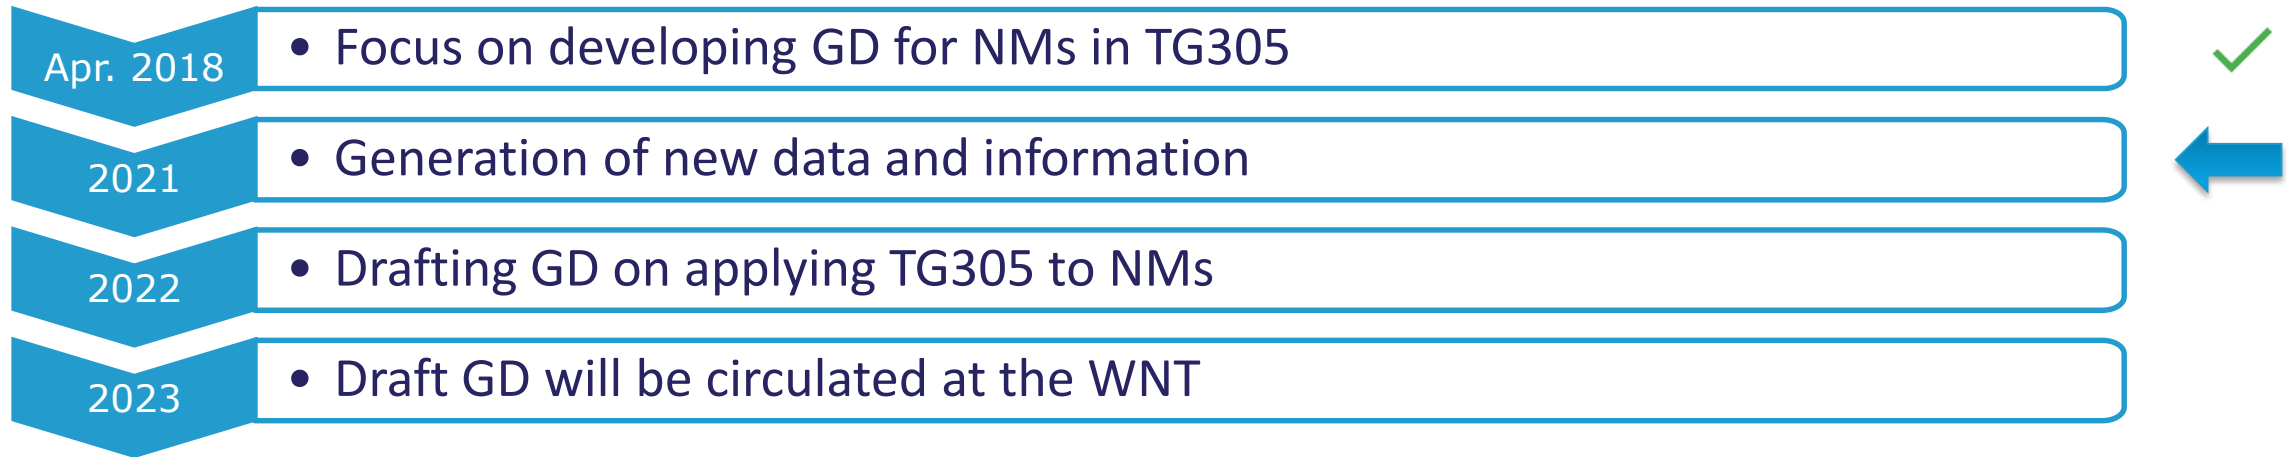 Apr. 2018
• Focus on developing GD for NMs in TG305
2021
• Generation of new data and information
2022
• Drafting GD on applying TG305 to NMs
2023
• Draft GD will be circulated at the WNT